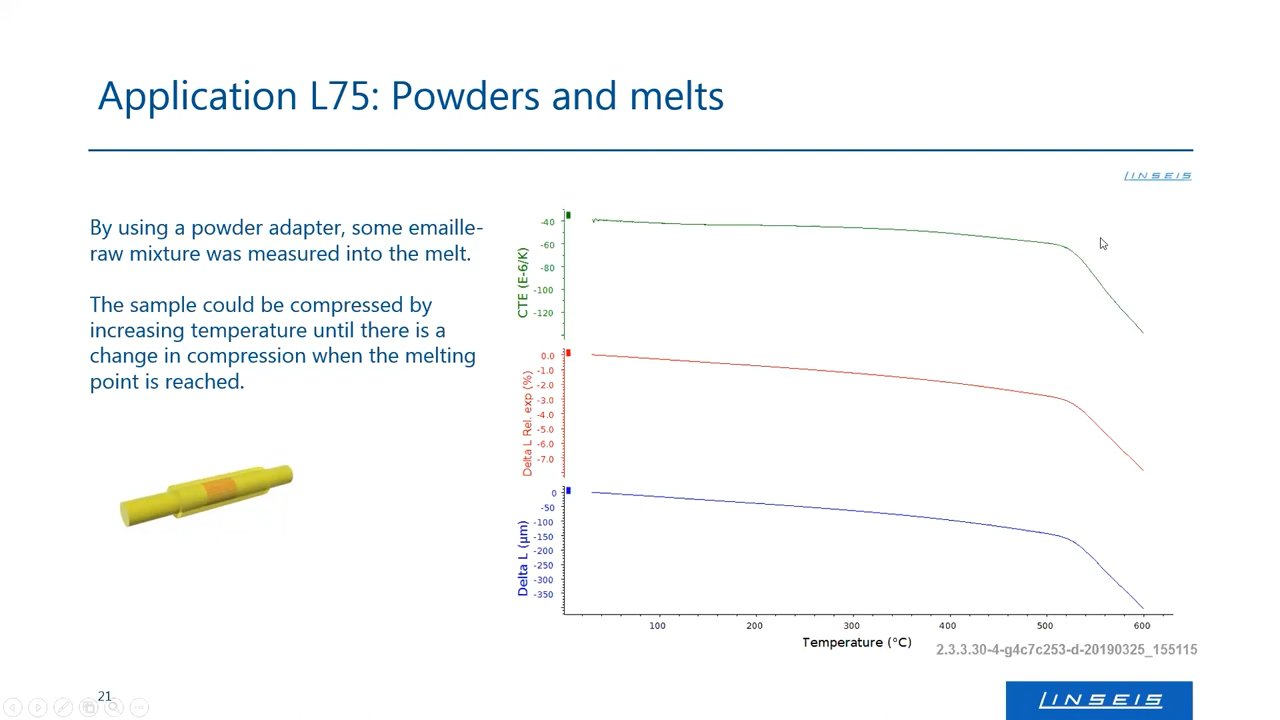 Application L75: Powders and melts
LINSEIS
By using a powder adapter, some emaille-
raw mixture was measured into the melt.
The sample could be compressed by
increasing temperature until there is a
change in compression when the melting
point is reached.
CTE (E-6/K)
-40
-60
-80
-100
-120
Delta L Rel. exp (%)
0.0
-1.0
-2.0
-3.0
-4.0
-5.0
-6.0
-7.0
Delta L (µm)
0
-50
-100
-150
-200
-250
-300
-350
100 200 300 400 500 600
Temperature (°C)
2.3.3.30-4-g4c7c253-d-20190325_155115
21
LINSEIS